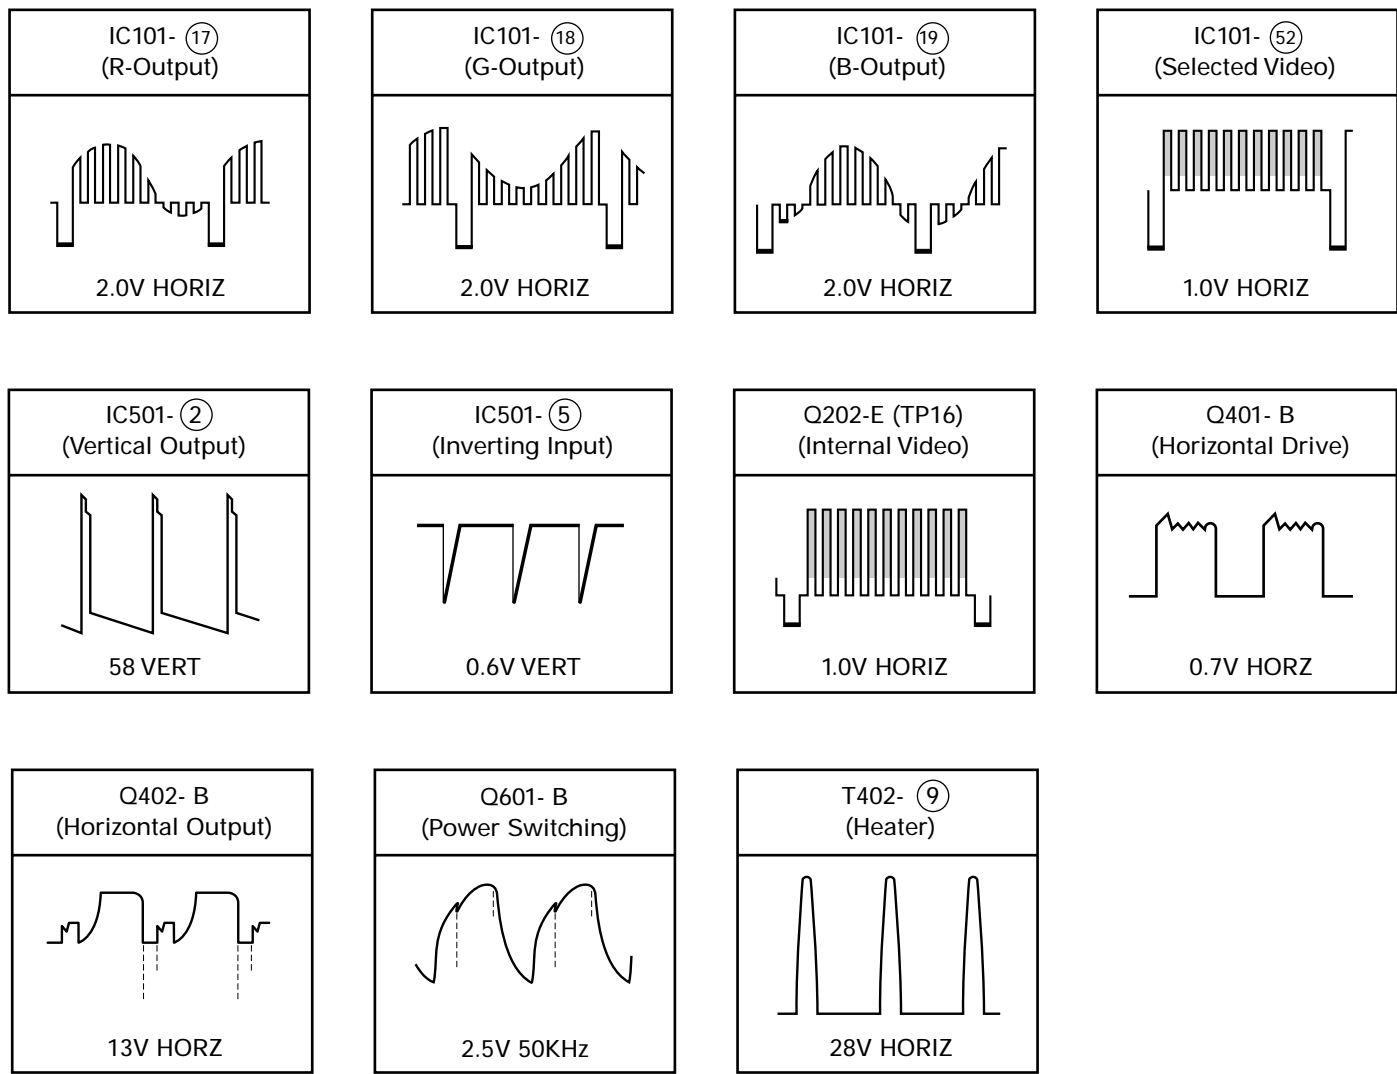 IC101- 17
(R-Output)
2.0V HORIZ
IC101- 18
(G-Output)
2.0V HORIZ
IC101- 19
(B-Output)
2.0V HORIZ
IC101- 52
(Selected Video)
1.0V HORIZ
IC501- 2
(Vertical Output)
58 VERT
IC501- 5
(Inverting Input)
0.6V VERT
Q202-E (TP16)
(Internal Video)
1.0V HORIZ
Q401- B
(Horizontal Drive)
0.7V HORZ
Q402- B
(Horizontal Output)
13V HORZ
Q601- B
(Power Switching)
2.5V 50KHz
T402- 9
(Heater)
28V HORIZ